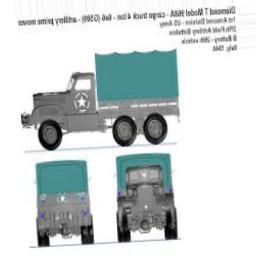 Diamond T Model 968A - cargo truck 4 ton - 6x6 (G509) - artillery prime mover
1st Armored Division - US Army
27th Field Artillery Battalion
B Battery - 26th vehicle
Italy, 1944.